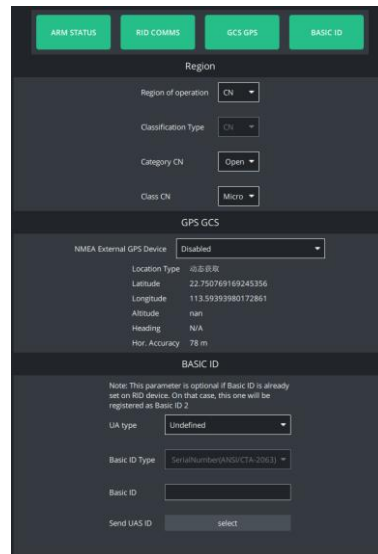 ARM STATUS RID COMMS GCS GPS BASIC ID
Region
Region of operation CN
Classification Type CN
Category CN Open
Class CN Micro
GPS GCS
NMEA External GPS Device Disabled
Location Type 动态获取
Latitude 22.750769169245356
Longitude 113.59393980172861
Altitude nan
Heading N/A
Hor. Accuracy 78 m
BASIC ID
Note: This parameter is optional if Basic ID is already
set on RID device. On that case, this one will be
registered as Basic ID 2
UA type Undefined
Basic ID Type SerialNumber(ANSI/CTA-2063)
Basic ID
Send UAS ID select